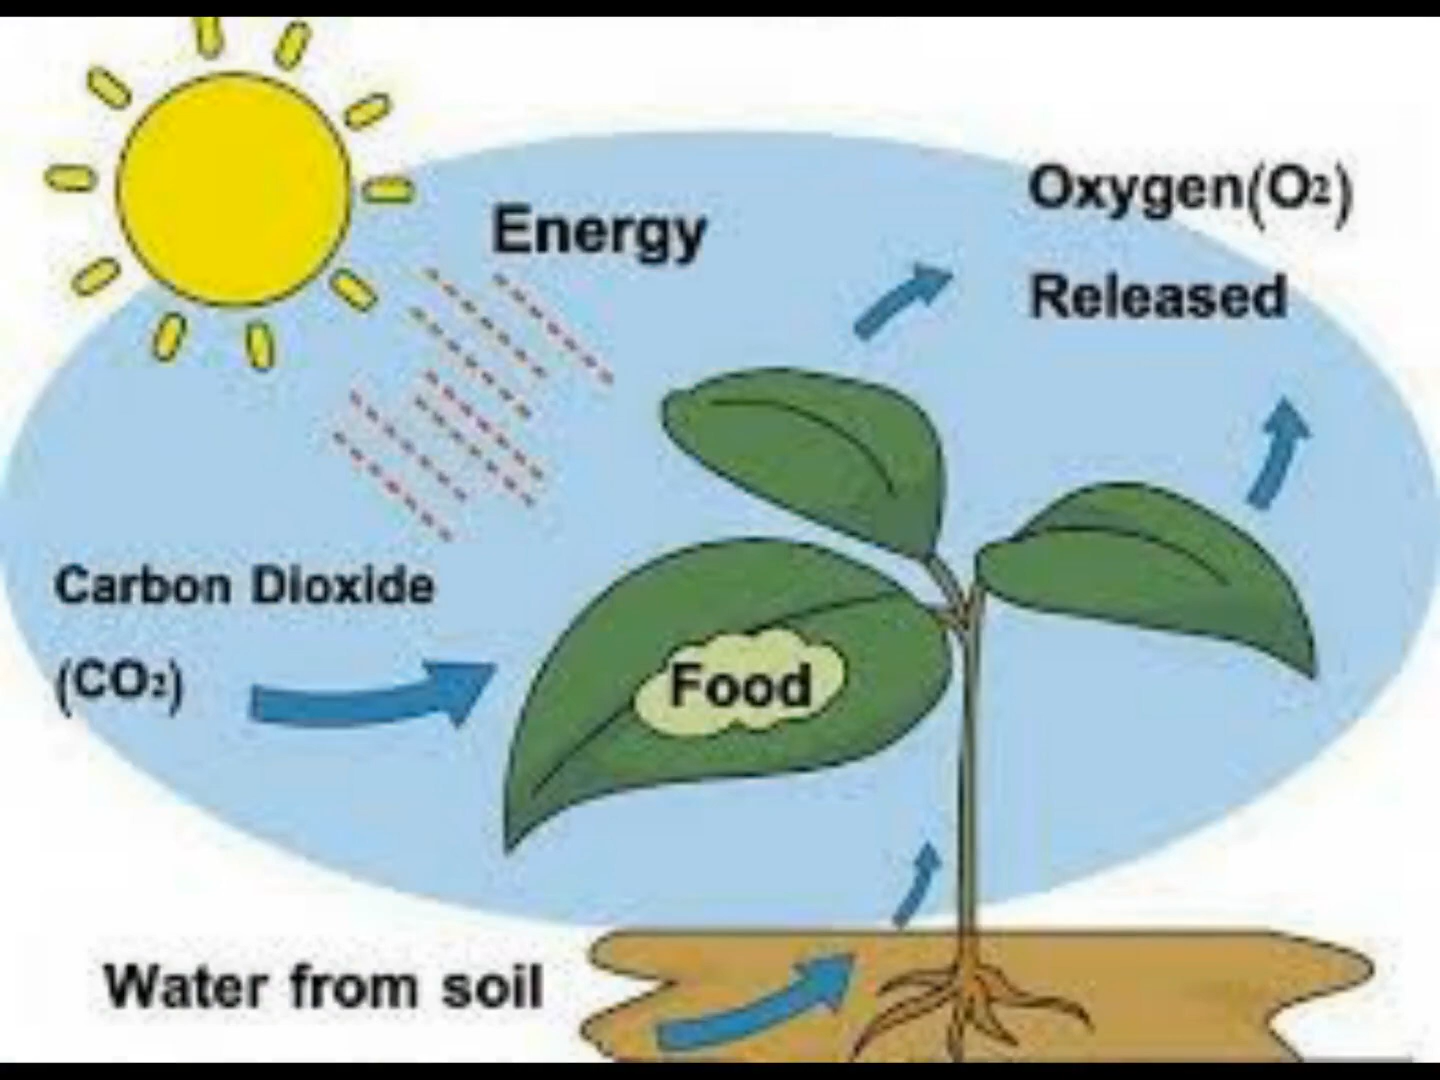 Energy
Oxygen(O₂)
Released
Carbon Dioxide
(CO₂)
Food
Water from soil